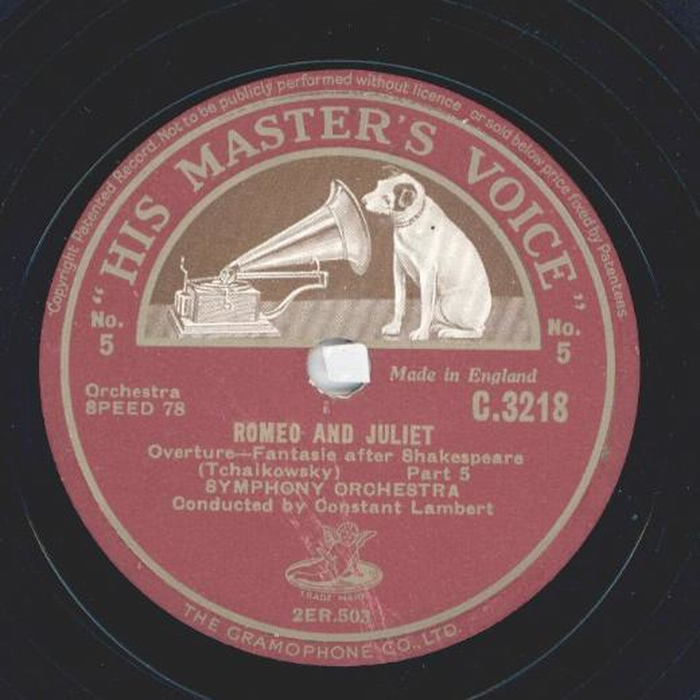 Copyright Patented Record. Not to be publicly performed without licence or sold below price fixed by Patentees
"HIS MASTER'S VOICE"
No. 5
No. 5
Made in England
Orchestra
SPEED 78
C.3218
ROMEO AND JULIET
Overture—Fantasie after Shakespeare
(Tchaikowsky) Part 5
SYMPHONY ORCHESTRA
Conducted by Constant Lambert
TRADE MARK
2ER.503
THE GRAMOPHONE CO., LTD.